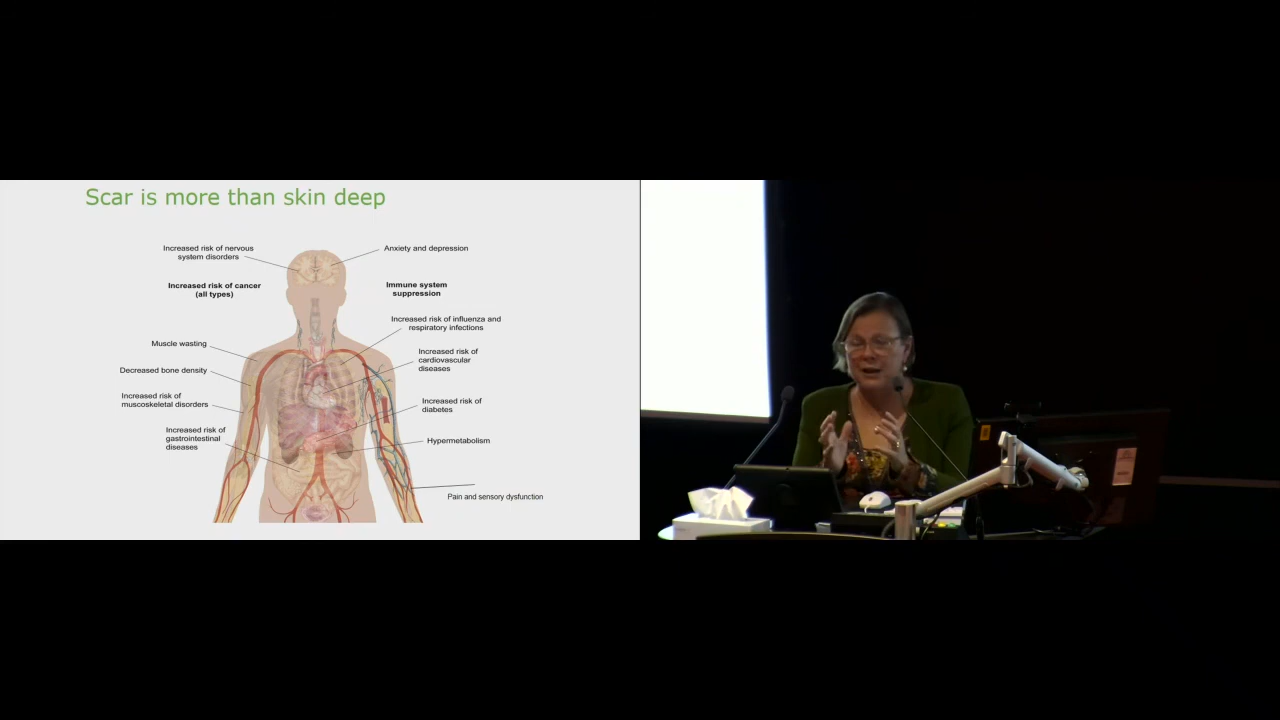 Scar is more than skin deep
Increased risk of nervous
system disorders
Anxiety and depression
Increased risk of cancer
(all types)
Immune system
suppression
Increased risk of influenza and
respiratory infections
Muscle wasting
Increased risk of
cardiovascular
diseases
Decreased bone density
Increased risk of
muscoskeletal disorders
Increased risk of
diabetes
Increased risk of
gastrointestinal
diseases
Hypermetabolism
Pain and sensory dysfunction